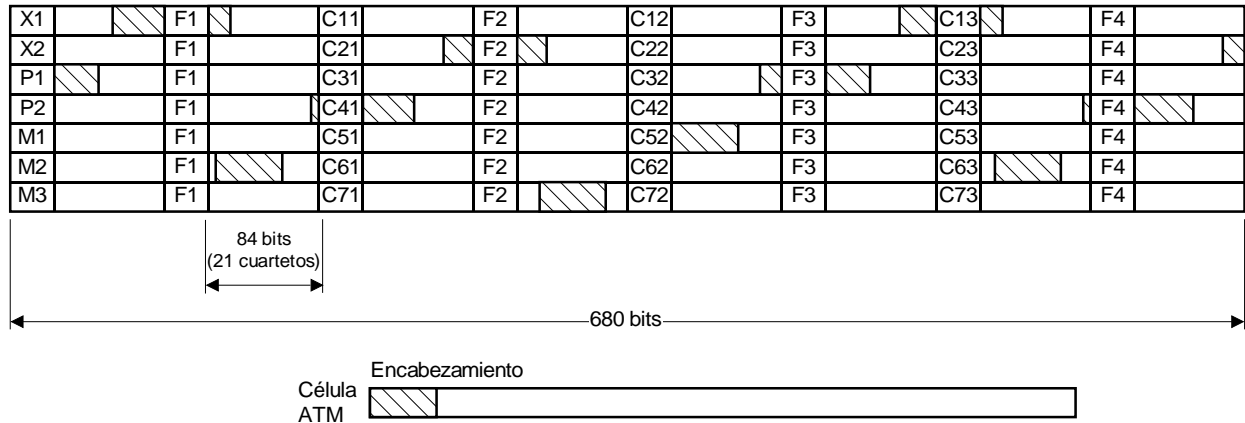 X1 F1 C11 F2 C12 F3 C13 F4
X2 F1 C21 F2 C22 F3 C23 F4
P1 F1 C31 F2 C32 F3 C33 F4
P2 F1 C41 F2 C42 F3 C43 F4
M1 F1 C51 F2 C52 F3 C53 F4
M2 F1 C61 F2 C62 F3 C63 F4
M3 F1 C71 F2 C72 F3 C73 F4
84 bits
(21 cuartetos)
680 bits
Encabezamiento
Célula
ATM